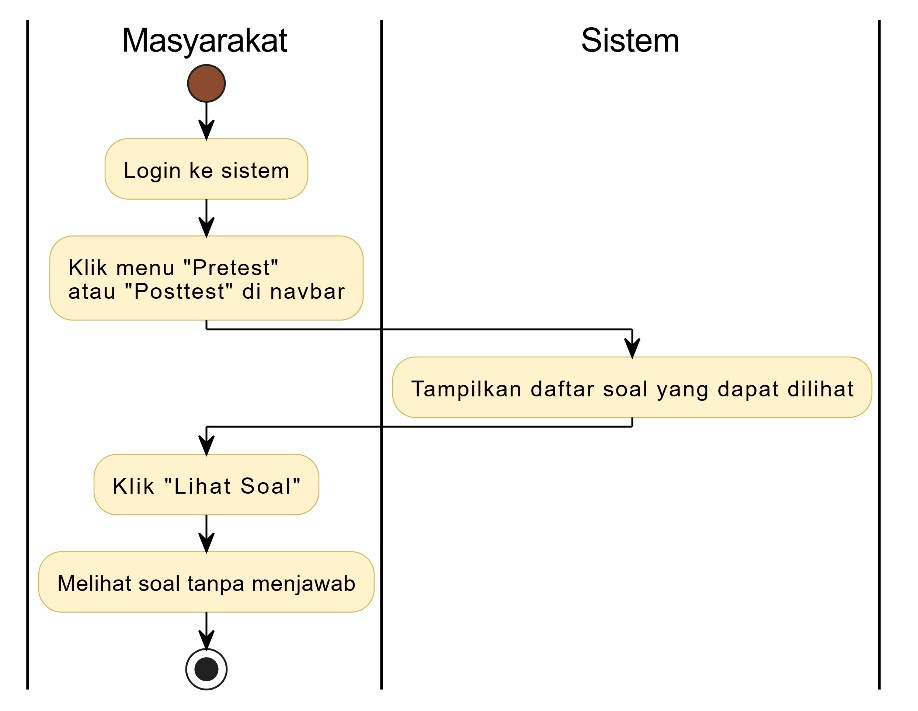 Masyarakat
Sistem
Login ke sistem
Klik menu "Pretest"
atau "Posttest" di navbar
Tampilkan daftar soal yang dapat dilihat
Klik "Lihat Soal"
Melihat soal tanpa menjawab